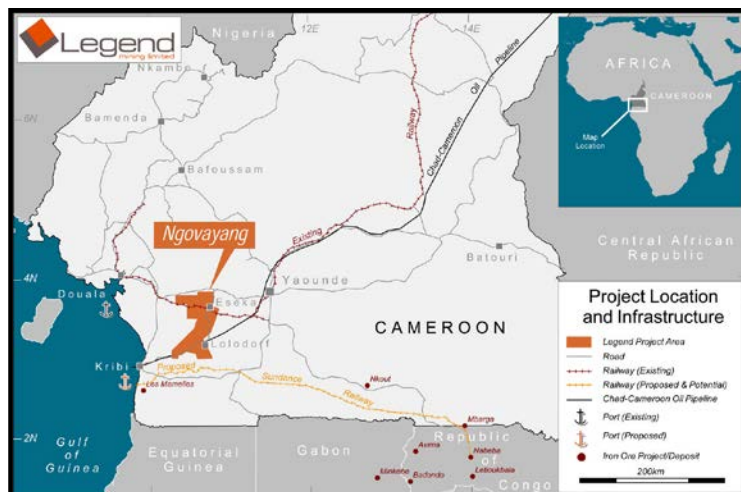 Legend
mining limited
Nigeria
12E
14E
Nkambe
6N
Bamenda
Bafoussam
Railway
Chad-Cameroon Oil Pipeline
AFRICA
CAMEROON
Map
Location
Ngovayang
Existing
Central African
Republic
Batouri
4N
Douala
Eseka
Yaounde
CAMEROON
Lolodorf
Kribi
Proposed Sundance Railway
Les Mamelles
Nkout
Mbarga
2N
Gulf
of
Guinea
Equatorial
Guinea
Gabon
Republic
of
Congo
Avima
Nabeba
Minkebe
Badondo
Letioukbala
Project Location
and Infrastructure
Legend Project Area
Road
Railway (Existing)
Railway (Proposed & Potential)
Chad-Cameroon Oil Pipeline
Port (Existing)
Port (Proposed)
Iron Ore Project/Deposit
200km